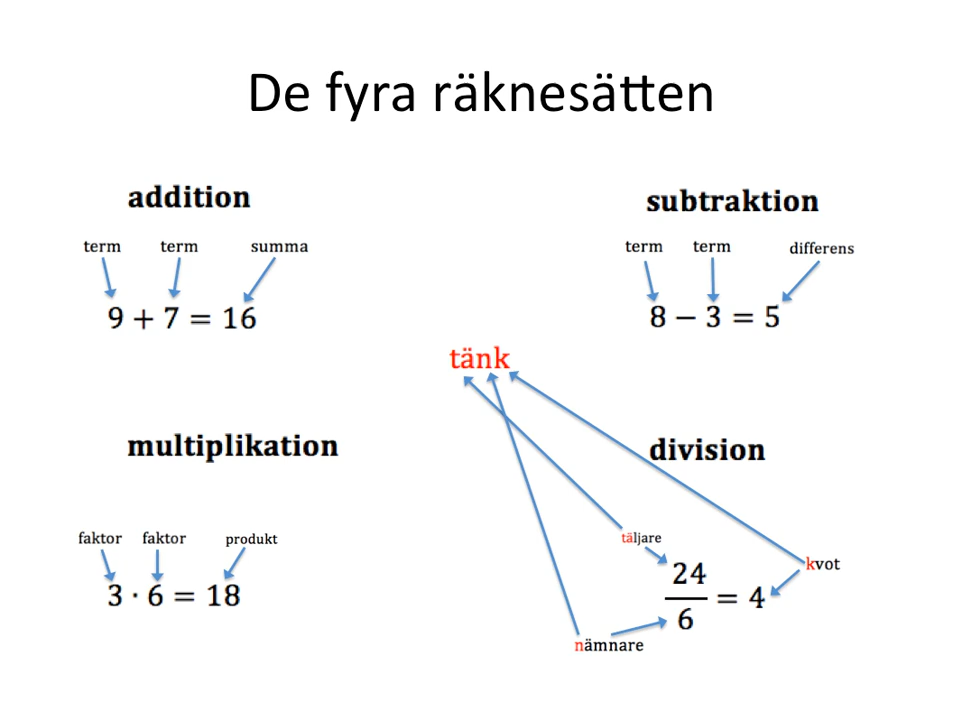 De fyra räknesätten
addition
term term summa
9 + 7 = 16
subtraktion
term term differens
8 − 3 = 5
tänk
multiplikation
faktor faktor produkt
3 · 6 = 18
division
täljare
kvot
24
6
= 4
nämnare